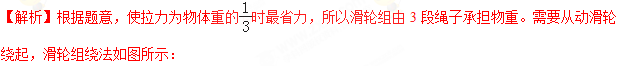 【解析】根据题意，使拉力为物体重的1/3时最省力，所以滑轮组由 3 段绳子承担物重。需要从动滑轮
绕起，滑轮组绕法如图所示：